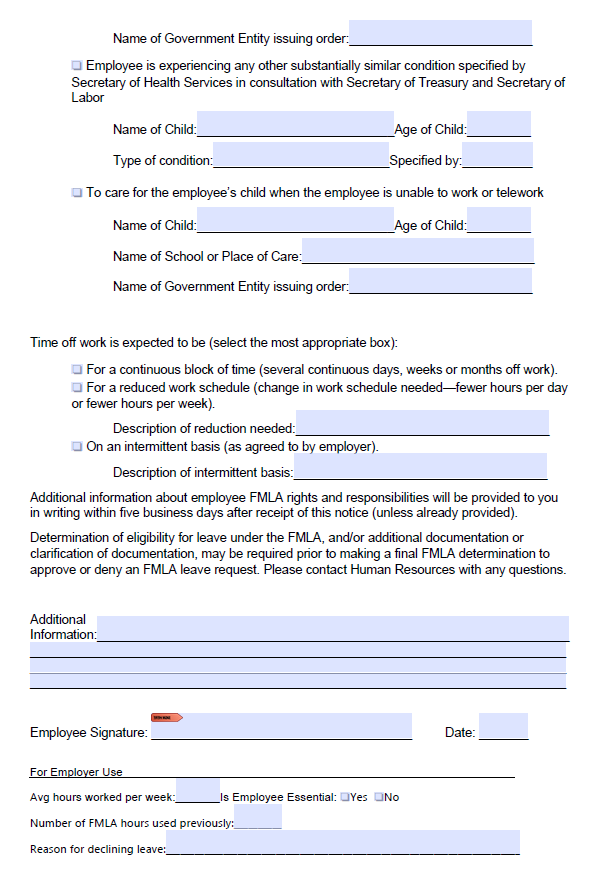 Name of Government Entity issuing order:
Employee is experiencing any other substantially similar condition specified by
Secretary of Health Services in consultation with Secretary of Treasury and Secretary of
Labor
Name of Child: Age of Child:
Type of condition: Specified by:
To care for the employee's child when the employee is unable to work or telework
Name of Child: Age of Child:
Name of School or Place of Care:
Name of Government Entity issuing order:
Time off work is expected to be (select the most appropriate box):
For a continuous block of time (several continuous days, weeks or months off work).
For a reduced work schedule (change in work schedule needed—fewer hours per day
or fewer hours per week).
Description of reduction needed:
On an intermittent basis (as agreed to by employer).
Description of intermittent basis:
Additional information about employee FMLA rights and responsibilities will be provided to you
in writing within five business days after receipt of this notice (unless already provided).
Determination of eligibility for leave under the FMLA, and/or additional documentation or
clarification of documentation, may be required prior to making a final FMLA determination to
approve or deny an FMLA leave request. Please contact Human Resources with any questions.
Additional
Information:
Employee Signature: Date:
For Employer Use
Avg hours worked per week: Is Employee Essential: Yes No
Number of FMLA hours used previously:
Reason for declining leave: